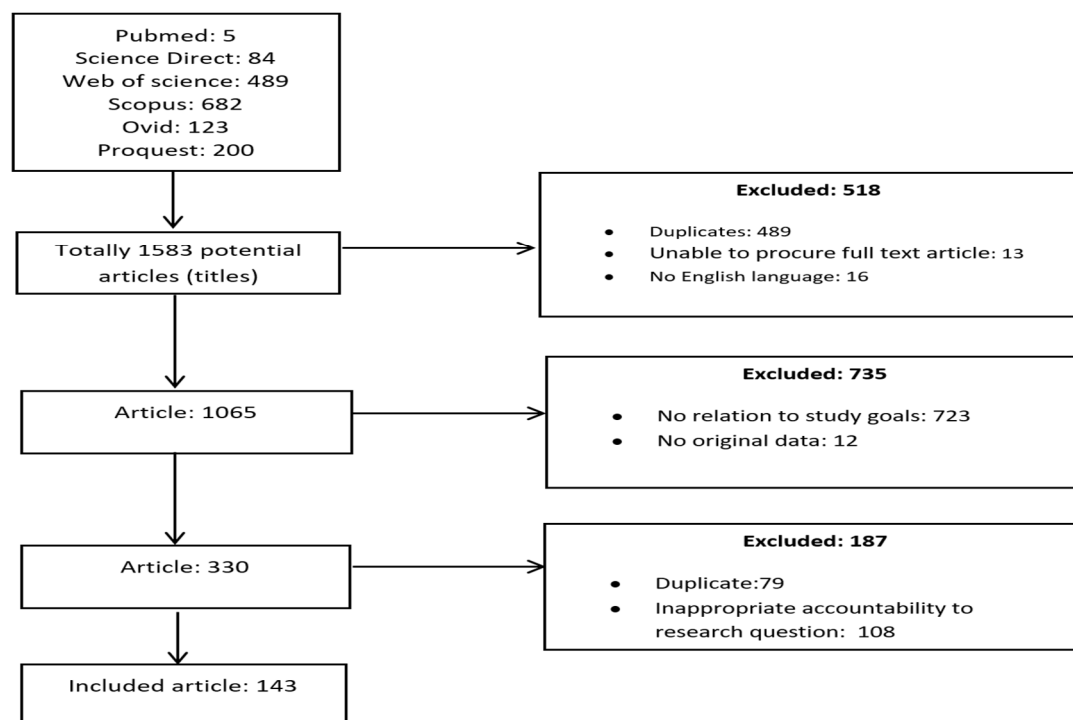 Pubmed: 5
Science Direct: 84
Web of science: 489
Scopus: 682
Ovid: 123
Proquest: 200
Totally 1583 potential
articles (titles)
Excluded: 518
• Duplicates: 489
• Unable to procure full text article: 13
• No English language: 16
Article: 1065
Excluded: 735
• No relation to study goals: 723
• No original data: 12
Article: 330
Excluded: 187
• Duplicate:79
• Inappropriate accountability to
research question: 108
Included article: 143